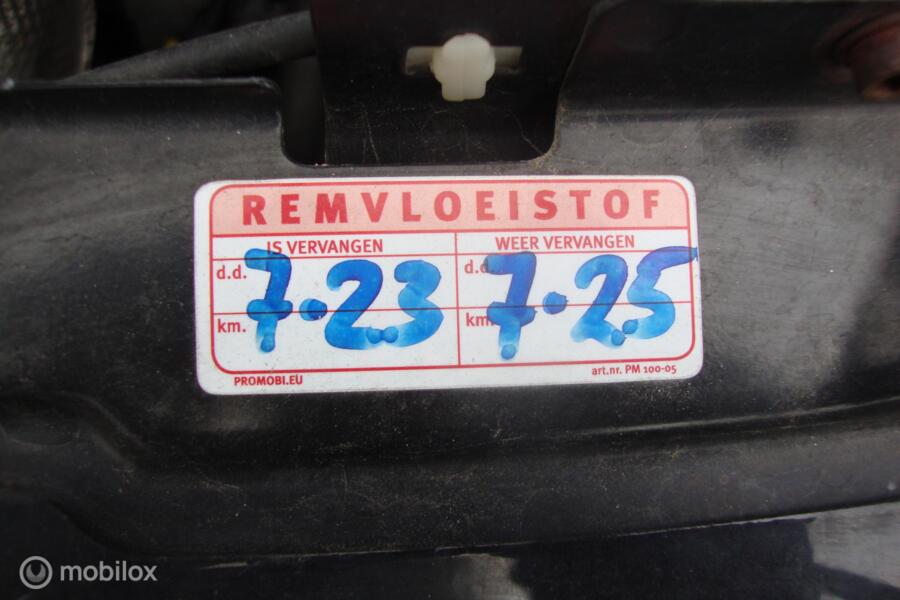 REMVLOEISTOF
IS VERVANGEN WEER VERVANGEN
d.d. 7.23 d.d. 7.25
km. km.
PROMOBI.EU art.nr. PM 100-05
mobilox